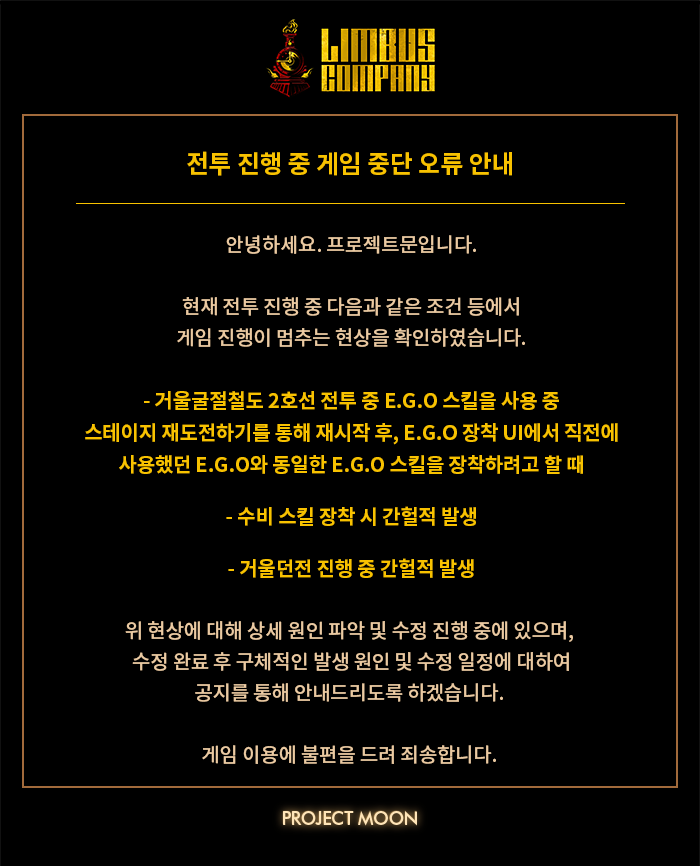 LIMBUS
COMPANY
전투 진행 중 게임 중단 오류 안내
안녕하세요. 프로젝트문입니다.
현재 전투 진행 중 다음과 같은 조건 등에서
게임 진행이 멈추는 현상을 확인하였습니다.
- 거울굴절철도 2호선 전투 중 E.G.O 스킬을 사용 중
스테이지 재도전하기를 통해 재시작 후, E.G.O 장착 UI에서 직전에
사용했던 E.G.O와 동일한 E.G.O 스킬을 장착하려고 할 때
- 수비 스킬 장착 시 간헐적 발생
- 거울던전 진행 중 간헐적 발생
위 현상에 대해 상세 원인 파악 및 수정 진행 중에 있으며,
수정 완료 후 구체적인 발생 원인 및 수정 일정에 대하여
공지를 통해 안내드리도록 하겠습니다.
게임 이용에 불편을 드려 죄송합니다.
PROJECT MOON